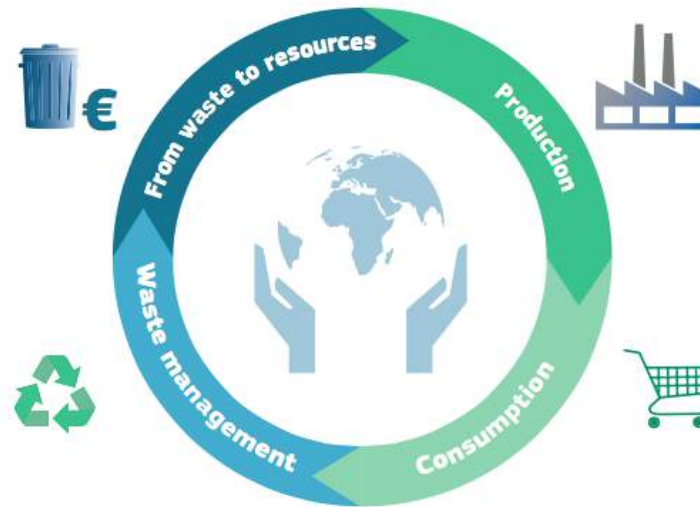 From waste to resources
Production
€
Waste management
Consumption